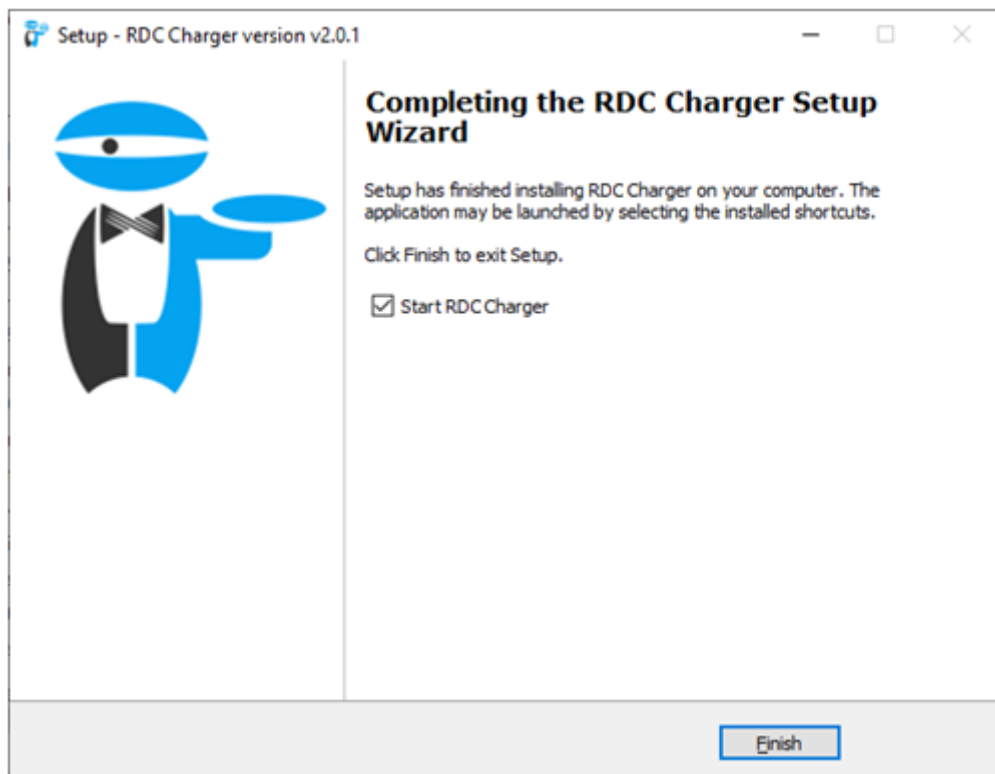 Setup - RDC Charger version v2.0.1
Completing the RDC Charger Setup
Wizard
Setup has finished installing RDC Charger on your computer. The
application may be launched by selecting the installed shortcuts.
Click Finish to exit Setup.
Start RDC Charger
Finish